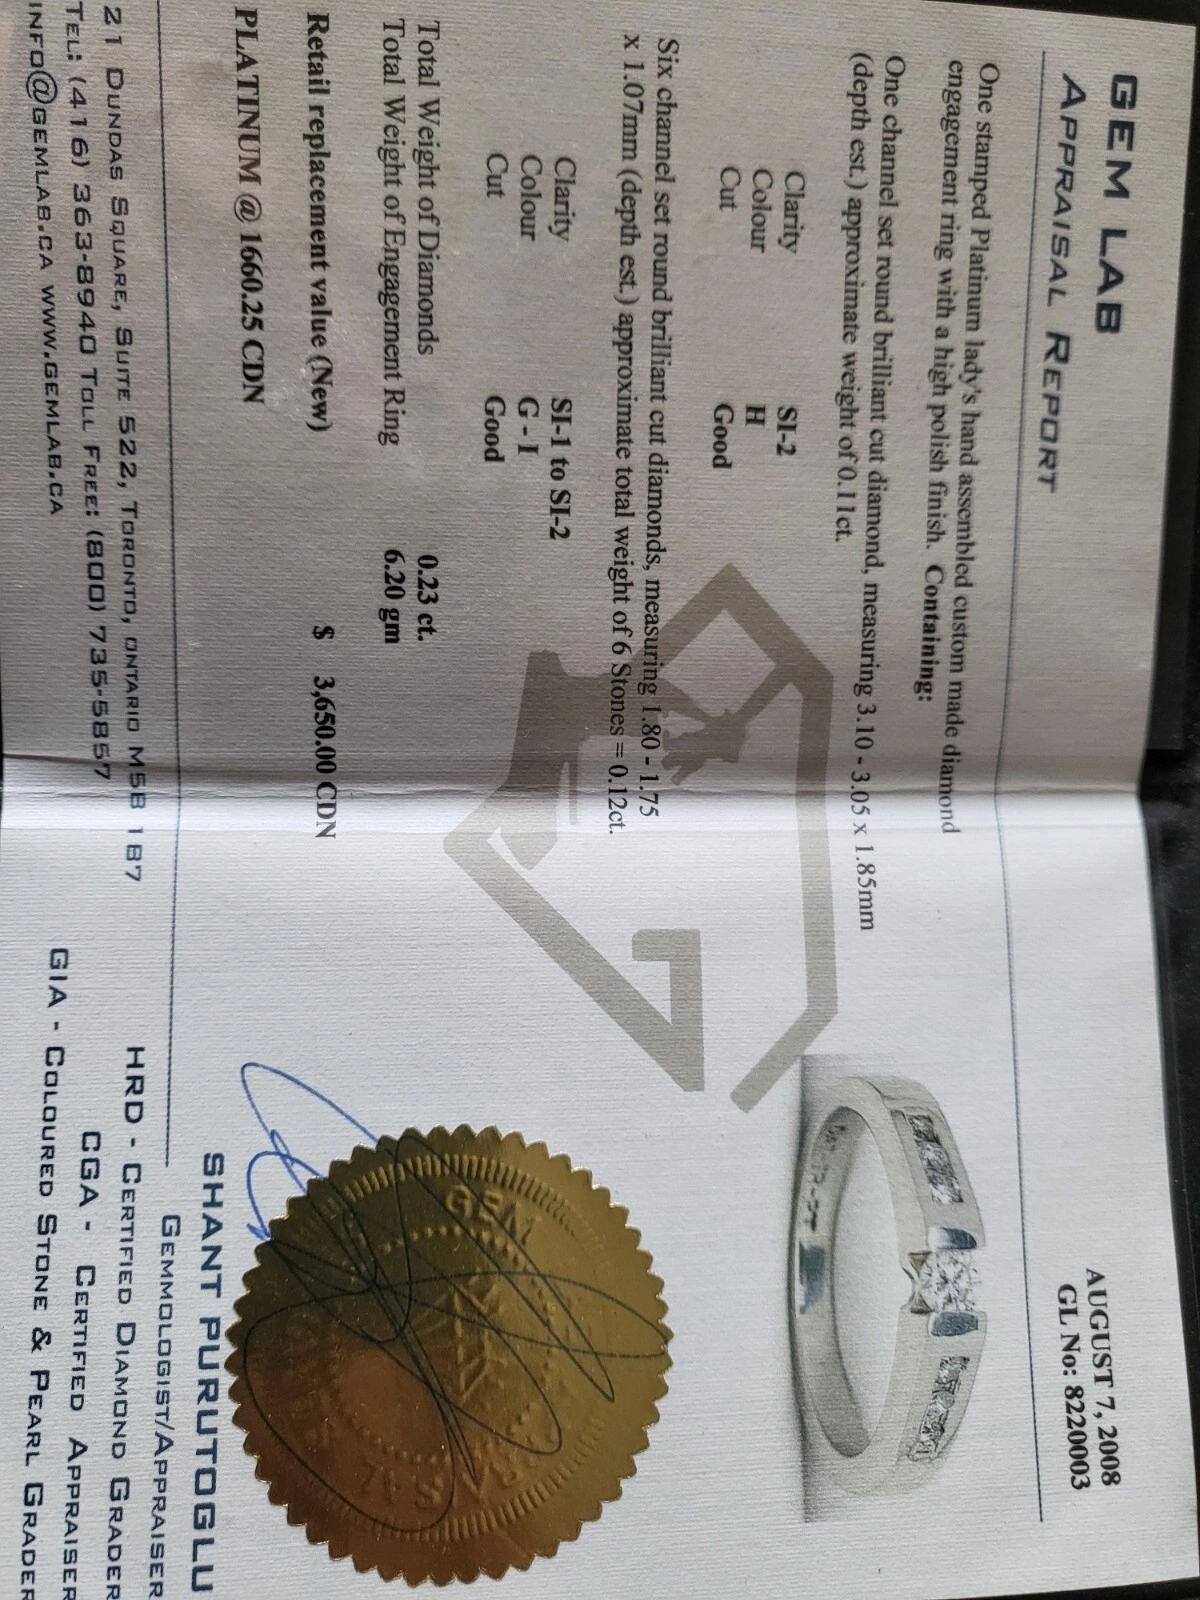 GEM LAB
APPRAISAL REPORT
AUGUST 7, 2008
GL No: 8220003
One stamped Platinum lady's hand assembled custom made diamond
engagement ring with a high polish finish. Containing:
One channel set round brilliant cut diamond, measuring 3.10 - 3.05 x 1.85mm
(depth est.) approximate weight of 0.11ct.
Clarity SI-2
Colour H
Cut Good
Six channel set round brilliant cut diamonds, measuring 1.80 - 1.75
x 1.07mm (depth est.) approximate total weight of 6 Stones = 0.12ct.
Clarity SI-1 to SI-2
Colour G - I
Cut Good
Total Weight of Diamonds 0.23 ct.
Total Weight of Engagement Ring 6.20 gm
Retail replacement value (New) $ 3,650.00 CDN
PLATINUM @ 1660.25 CDN
GEM
SHANT PURUTOGLU
GEMMOLOGIST/APPRAISER
HRD - CERTIFIED DIAMOND GRADER
CGA - CERTIFIED APPRAISER
GIA - COLOURED STONE & PEARL GRADER
21 DUNDAS SQUARE, SUITE 522, TORONTO, ONTARIO M5B 1B7
TEL: (416) 363-8940 TOLL FREE: (800) 735-5857
INFO@GEMLAB.CA WWW.GEMLAB.CA